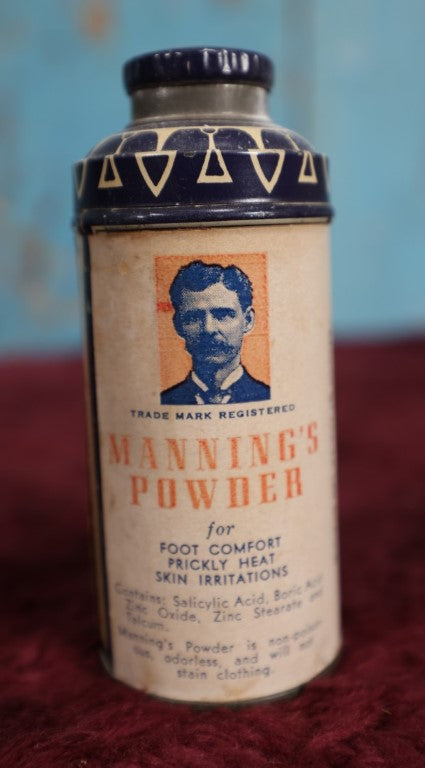 TRADE MARK REGISTERED
MANNING'S
POWDER
for
FOOT COMFORT
PRICKLY HEAT
SKIN IRRITATIONS
Contains; Salicylic Acid, Boric Acid
Zinc Oxide, Zinc Stearate and
Talcum.
Manning's Powder is non-poison-
ous, odorless, and will not
stain clothing.